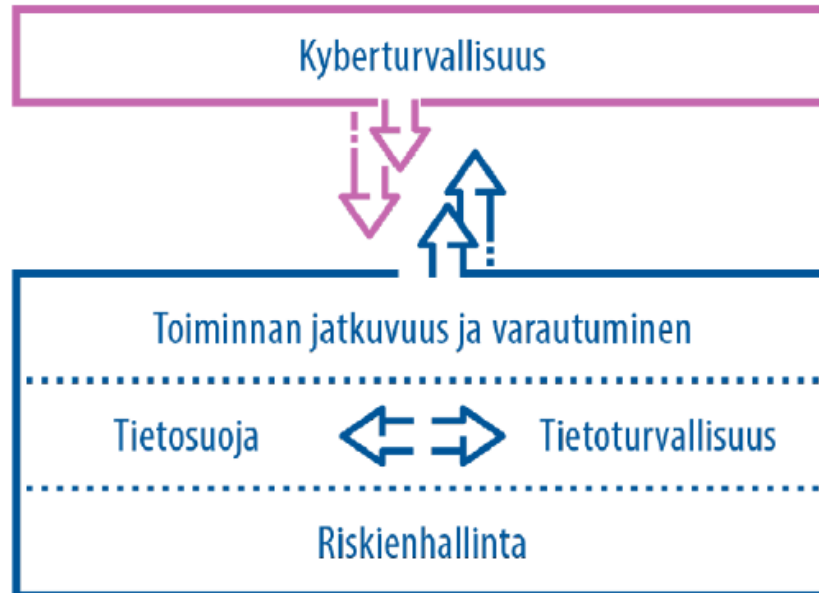 Kyberturvallisuus
Toiminnan jatkuvuus ja varautuminen
Tietosuoja Tietoturvallisuus
Riskienhallinta